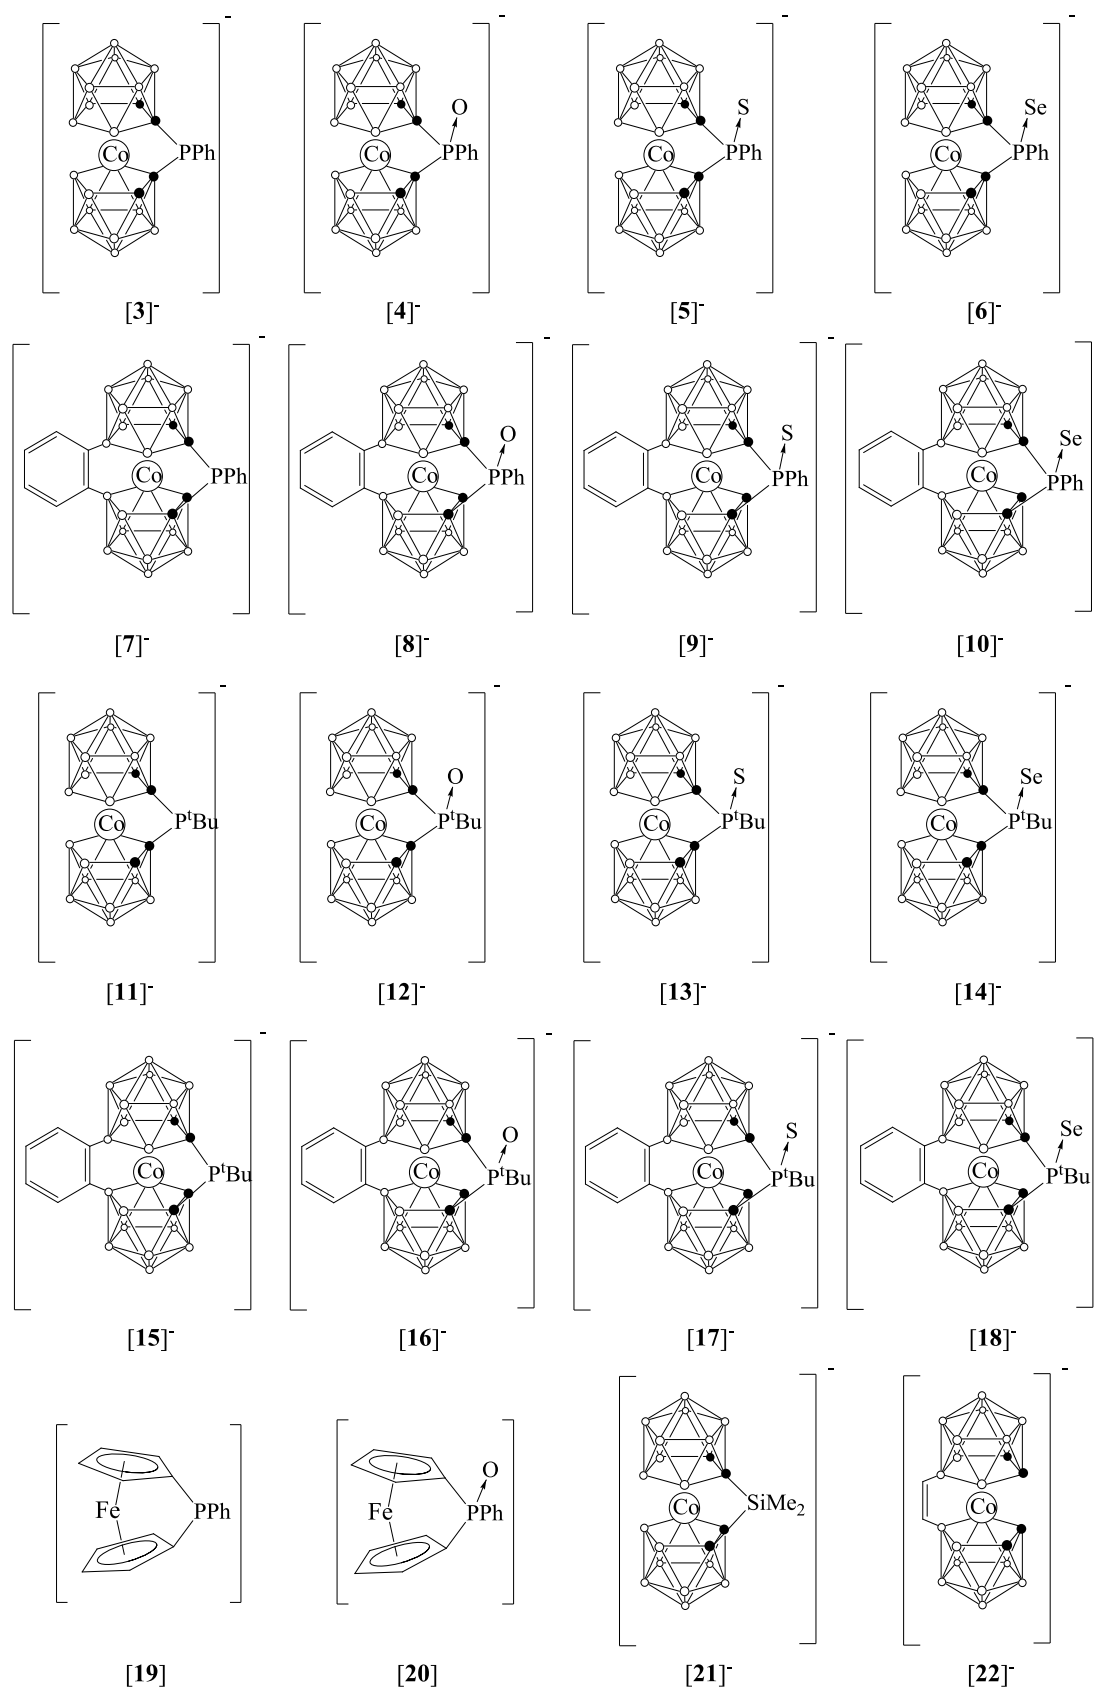 - - - -
O S Se
Co PPh Co PPh Co PPh Co PPh
[3]- [4]- [5]- [6]-
- - - -
O S Se
Co PPh Co PPh Co PPh Co PPh
[7]- [8]- [9]- [10]-
- - - -
O S Se
Co PtBu Co PtBu Co PtBu Co PtBu
[11]- [12]- [13]- [14]-
- - - -
O S Se
Co PtBu Co PtBu Co PtBu Co PtBu
[15]- [16]- [17]- [18]-
- -
O
Fe PPh Fe PPh Co SiMe2 Co
[19] [20] [21]- [22]-